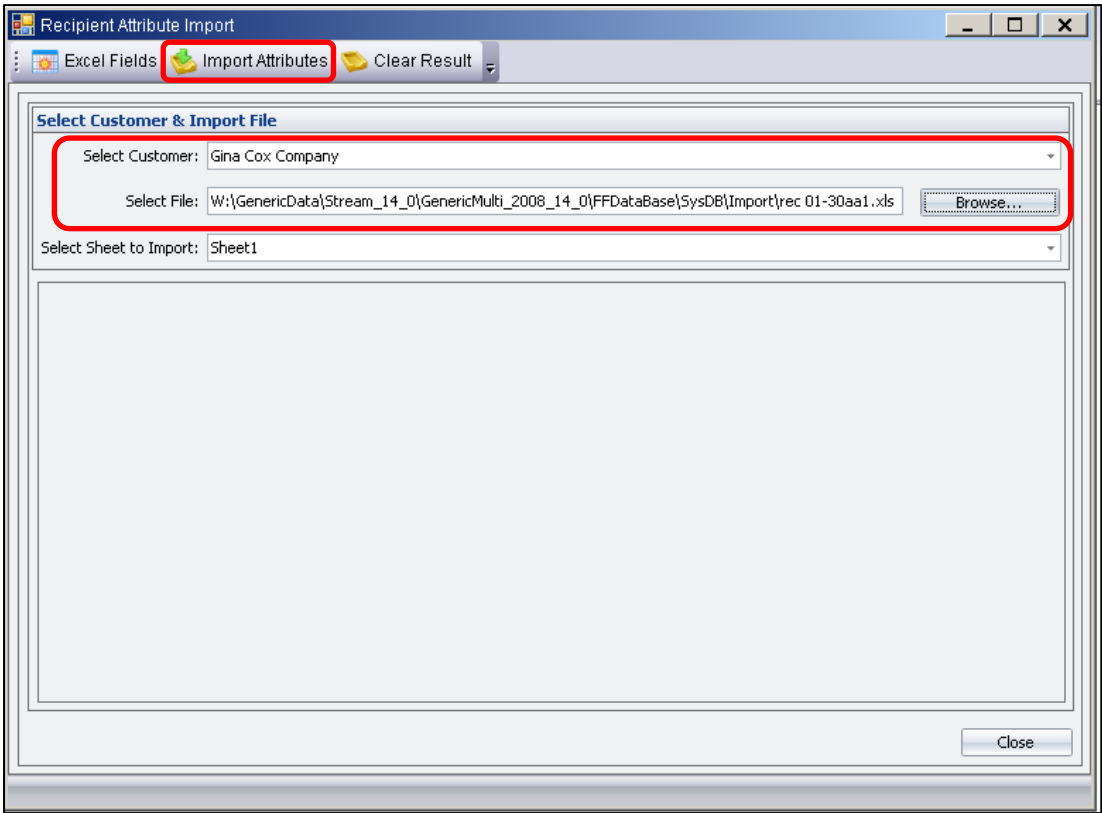 Recipient Attribute Import
Excel Fields Import Attributes Clear Result
Select Customer & Import File
Select Customer: Gina Cox Company
Select File: W:\GenericData\Stream_14_0\GenericMulti_2008_14_0\FFDataBase\SysDB\Import\rec 01-30aa1.xls Browse...
Select Sheet to Import: Sheet1
Close